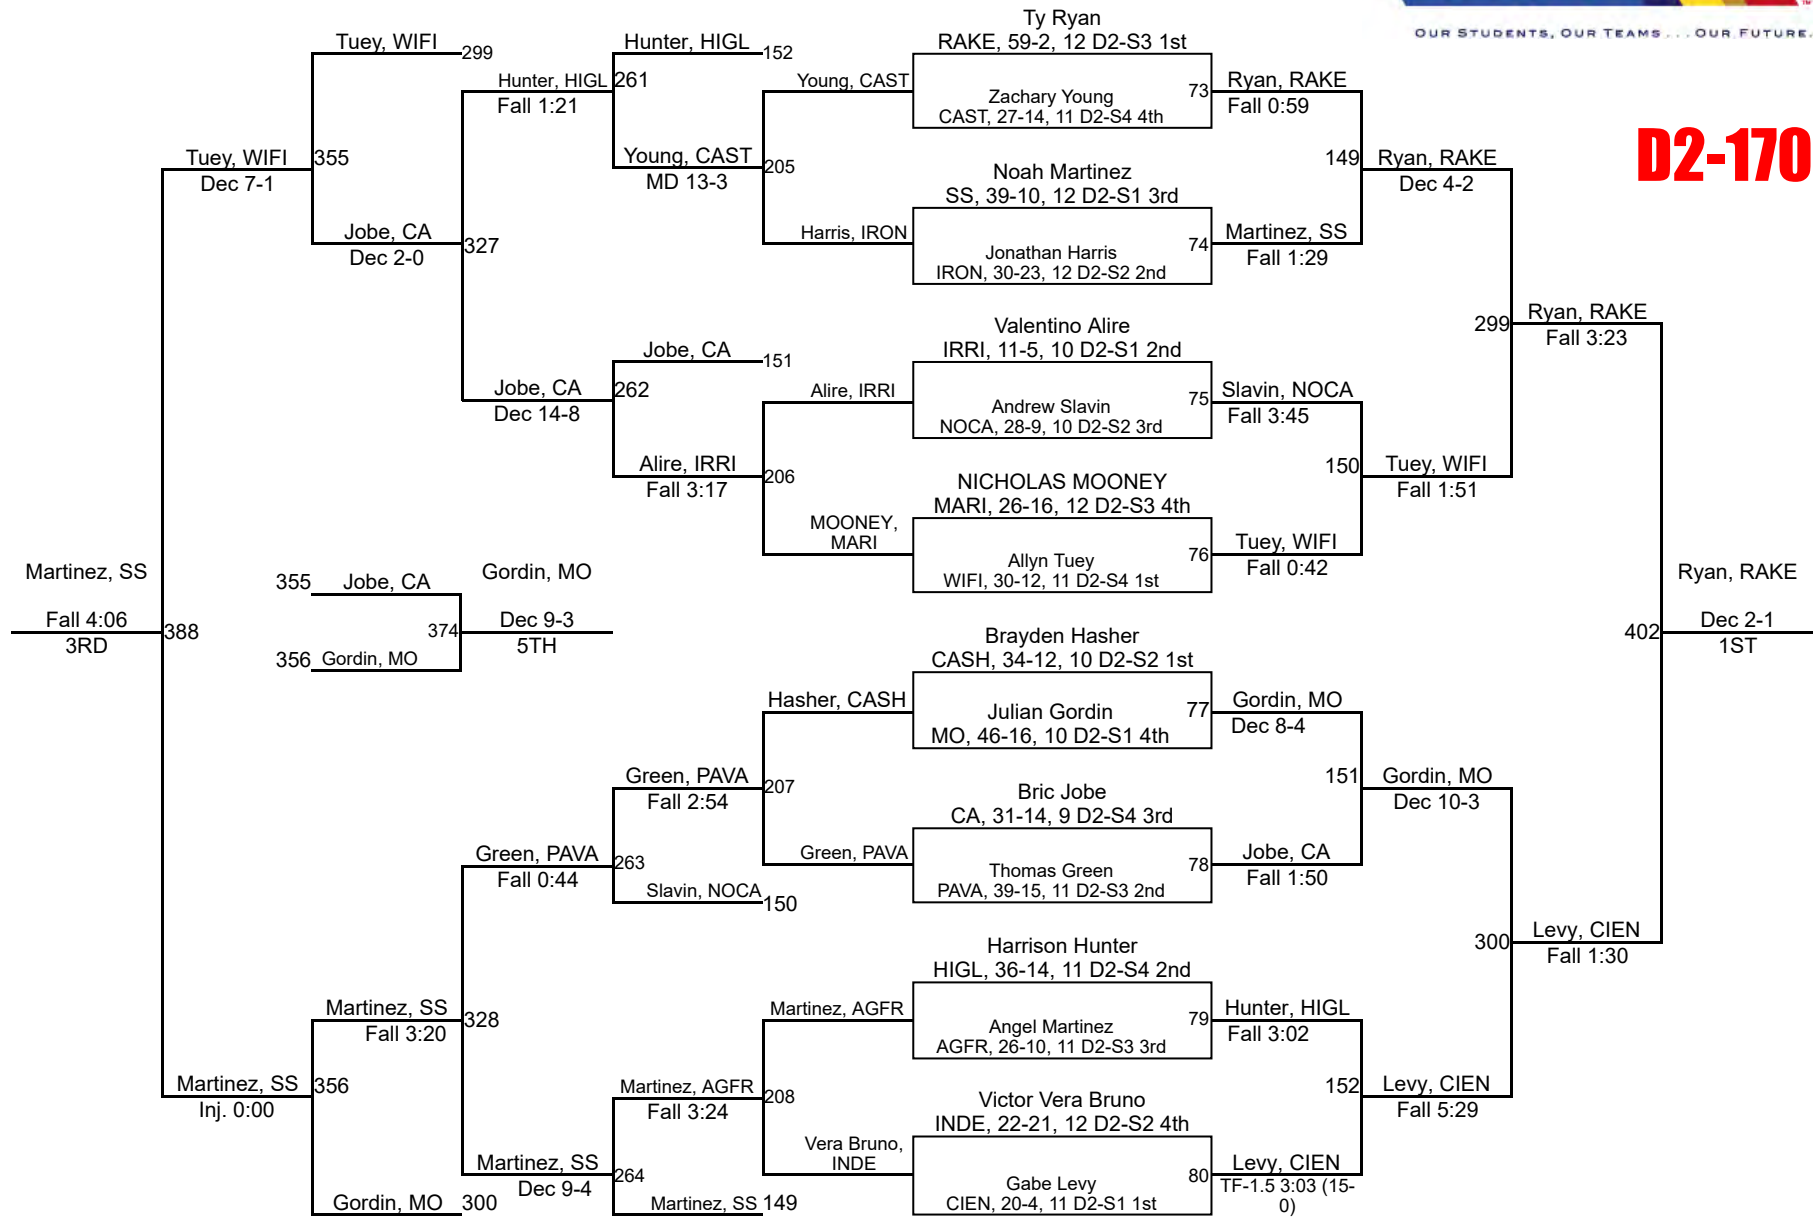 OUR STUDENTS, OUR TEAMS . . . OUR FUTURE.
D2-170
Tuey, WIFI
299
Hunter, HIGL
Fall 1:21
Tuey, WIFI
Dec 7-1
355
Jobe, CA
Dec 2-0
327
Hunter, HIGL
152
261
Young, CAST
MD 13-3
205
Young, CAST
Harris, IRON
Jobe, CA
Dec 14-8
262
Jobe, CA
151
Alire, IRRI
Fall 3:17
206
Alire, IRRI
MOONEY,
MARI
Ty Ryan
RAKE, 59-2, 12 D2-S3 1st
Zachary Young
CAST, 27-14, 11 D2-S4 4th
73
Ryan, RAKE
Fall 0:59
Noah Martinez
SS, 39-10, 12 D2-S1 3rd
Jonathan Harris
IRON, 30-23, 12 D2-S2 2nd
74
Martinez, SS
Fall 1:29
149
Ryan, RAKE
Dec 4-2
Valentino Alire
IRRI, 11-5, 10 D2-S1 2nd
Andrew Slavin
NOCA, 28-9, 10 D2-S2 3rd
75
Slavin, NOCA
Fall 3:45
NICHOLAS MOONEY
MARI, 26-16, 12 D2-S3 4th
Allyn Tuey
WIFI, 30-12, 11 D2-S4 1st
76
Tuey, WIFI
Fall 0:42
150
Tuey, WIFI
Fall 1:51
299
Ryan, RAKE
Fall 3:23
Martinez, SS
Fall 4:06
3RD
388
355
Jobe, CA
356
Gordin, MO
374
Gordin, MO
Dec 9-3
5TH
402
Ryan, RAKE
Dec 2-1
1ST
Brayden Hasher
CASH, 34-12, 10 D2-S2 1st
Julian Gordin
MO, 46-16, 10 D2-S1 4th
77
Gordin, MO
Dec 8-4
Bric Jobe
CA, 31-14, 9 D2-S4 3rd
Thomas Green
PAVA, 39-15, 11 D2-S3 2nd
78
Jobe, CA
Fall 1:50
151
Gordin, MO
Dec 10-3
Harrison Hunter
HIGL, 36-14, 11 D2-S4 2nd
Angel Martinez
AGFR, 26-10, 11 D2-S3 3rd
79
Hunter, HIGL
Fall 3:02
Victor Vera Bruno
INDE, 22-21, 12 D2-S2 4th
Gabe Levy
CIEN, 20-4, 11 D2-S1 1st
80
Levy, CIEN
TF-1.5 3:03 (15-
0)
152
Levy, CIEN
Fall 5:29
300
Levy, CIEN
Fall 1:30
Hasher, CASH
Green, PAVA
Green, PAVA
Fall 2:54
207
Green, PAVA
Fall 0:44
263
Slavin, NOCA
150
Martinez, SS
Fall 3:20
328
Martinez, AGFR
Vera Bruno,
INDE
Martinez, AGFR
Fall 3:24
208
Martinez, SS
Inj. 0:00
356
Martinez, SS
Dec 9-4
264
Martinez, SS
149
Gordin, MO
300